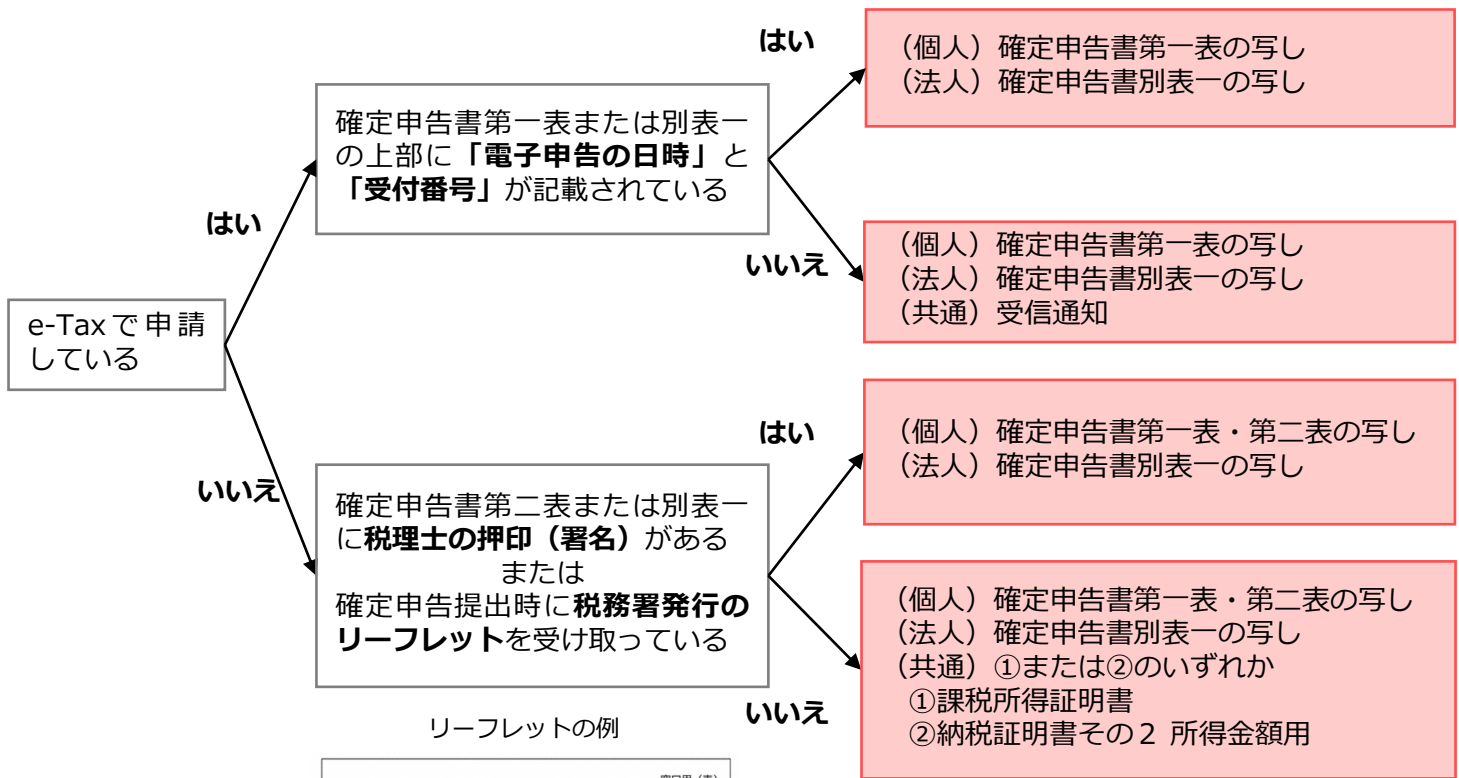 はい
（個人）確定申告書第一表の写し
（法人）確定申告書別表一の写し
確定申告書第一表または別表一
の上部に「電子申告の日時」と
「受付番号」が記載されている
はい
いいえ
（個人）確定申告書第一表の写し
（法人）確定申告書別表一の写し
（共通）受信通知
e-Taxで申請
している
はい
（個人）確定申告書第一表・第二表の写し
（法人）確定申告書別表一の写し
いいえ
確定申告書第二表または別表一
に税理士の押印（署名）がある
または
確定申告提出時に税務署発行の
リーフレットを受け取っている
（個人）確定申告書第一表・第二表の写し
（法人）確定申告書別表一の写し
（共通）①または②のいずれか
①課税所得証明書
②納税証明書その２ 所得金額用
いいえ
リーフレットの例